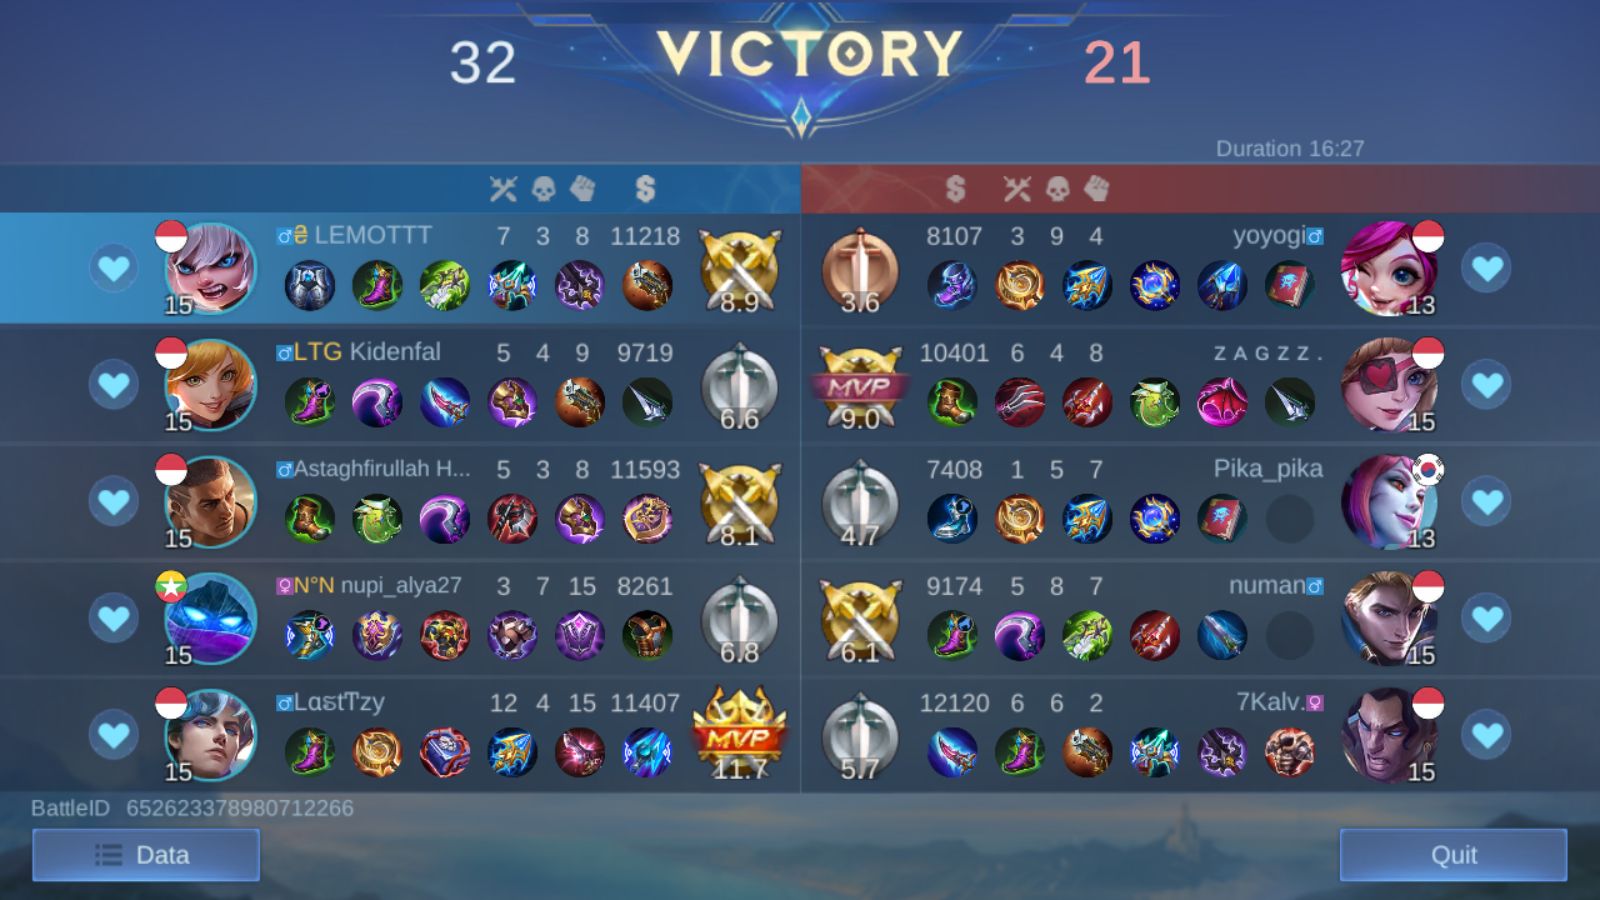 32 VICTORY 21
Duration 16:27
LEMOTTT 7 3 8 11218
15 8.9
3.6 8107 3 9 4 yoyogi
13
LTG Kidenfal 5 4 9 9719
15 6.6
MVP 9.0 10401 6 4 8 Z A G Z Z .
15
Astaghfirullah H... 5 3 8 11593
15 8.1
4.7 7408 1 5 7 Pika_pika
13
N°N nupi_alya27 3 7 15 8261
15 6.8
6.1 9174 5 8 7 numan
15
12 4 15 11407
15 MVP 11.7
5.7 12120 6 6 2 7Kalv.
15
BattleID 652623378980712266
Data
Quit